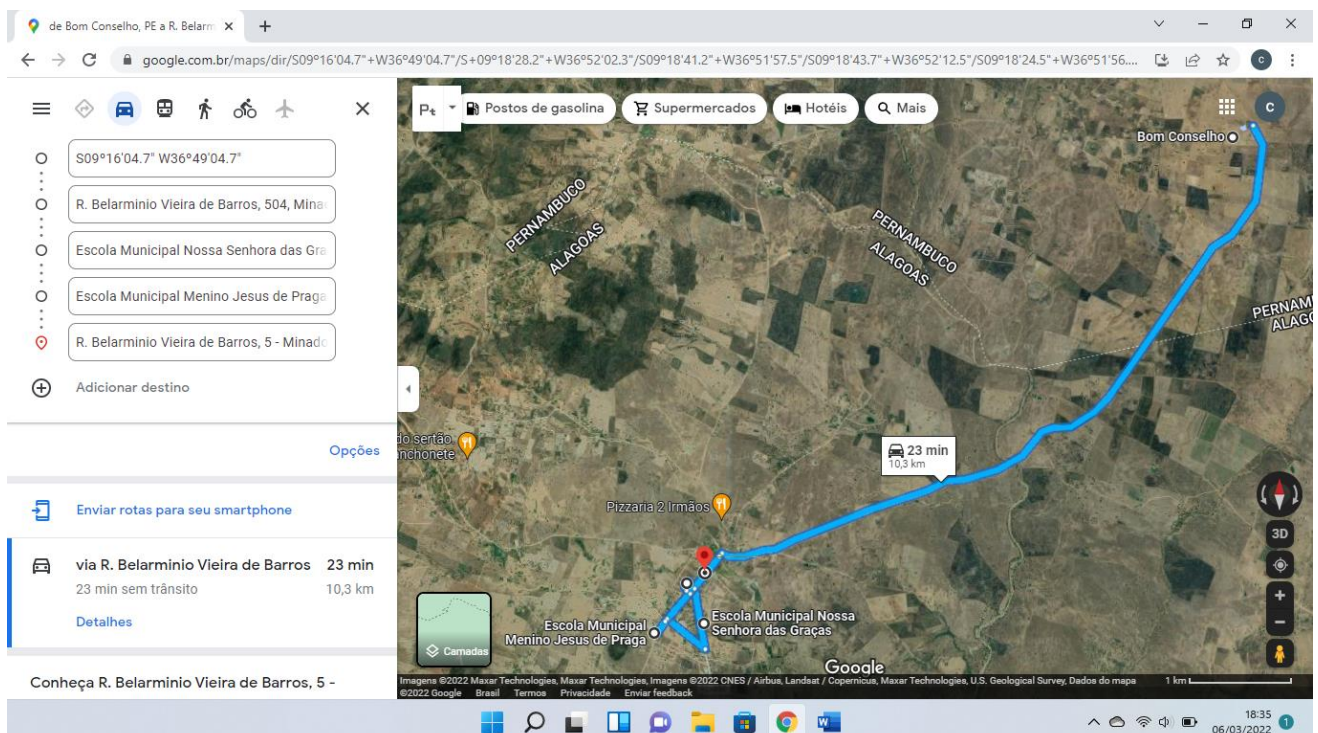 de Bom Conselho, PE a R. Belarm
google.com.br/maps/dir/S09°16'04.7"+W36°49'04.7"/S+09°18'28.2"+W36°52'02.3"/S09°18'41.2"+W36°51'57.5"/S09°18'43.7"+W36°52'12.5"/S09°18'24.5"+W36°51'56....
C
S09°16'04.7" W36°49'04.7"
R. Belarminio Vieira de Barros, 504, Mina
Escola Municipal Nossa Senhora das Gra
Escola Municipal Menino Jesus de Praga
R. Belarminio Vieira de Barros, 5 - Minado
Adicionar destino
Opções
Enviar rotas para seu smartphone
via R. Belarminio Vieira de Barros 23 min
23 min sem trânsito 10,3 km
Detalhes
Conheça R. Belarminio Vieira de Barros, 5 -
Postos de gasolina
Supermercados
Hotéis
Mais
C
Bom Conselho
PERNAMBUCO
ALAGOAS
PERNAMBUCO
ALAGOAS
PERNAM
ALAGO
do sertão
anchonete
23 min
10,3 km
Pizzaria 2 Irmãos
Escola Municipal Nossa
Senhora das Graças
Escola Municipal
Menino Jesus de Praga
3D
Camadas
Google
Imagens ©2022 Maxar Technologies, Maxar Technologies, Imagens ©2022 CNES / Airbus, Landsat / Copernicus, Maxar Technologies, U.S. Geological Survey, Dados do mapa 1 km
©2022 Google Brasil Termos Privacidade Enviar feedback
18:35
06/03/2022
1